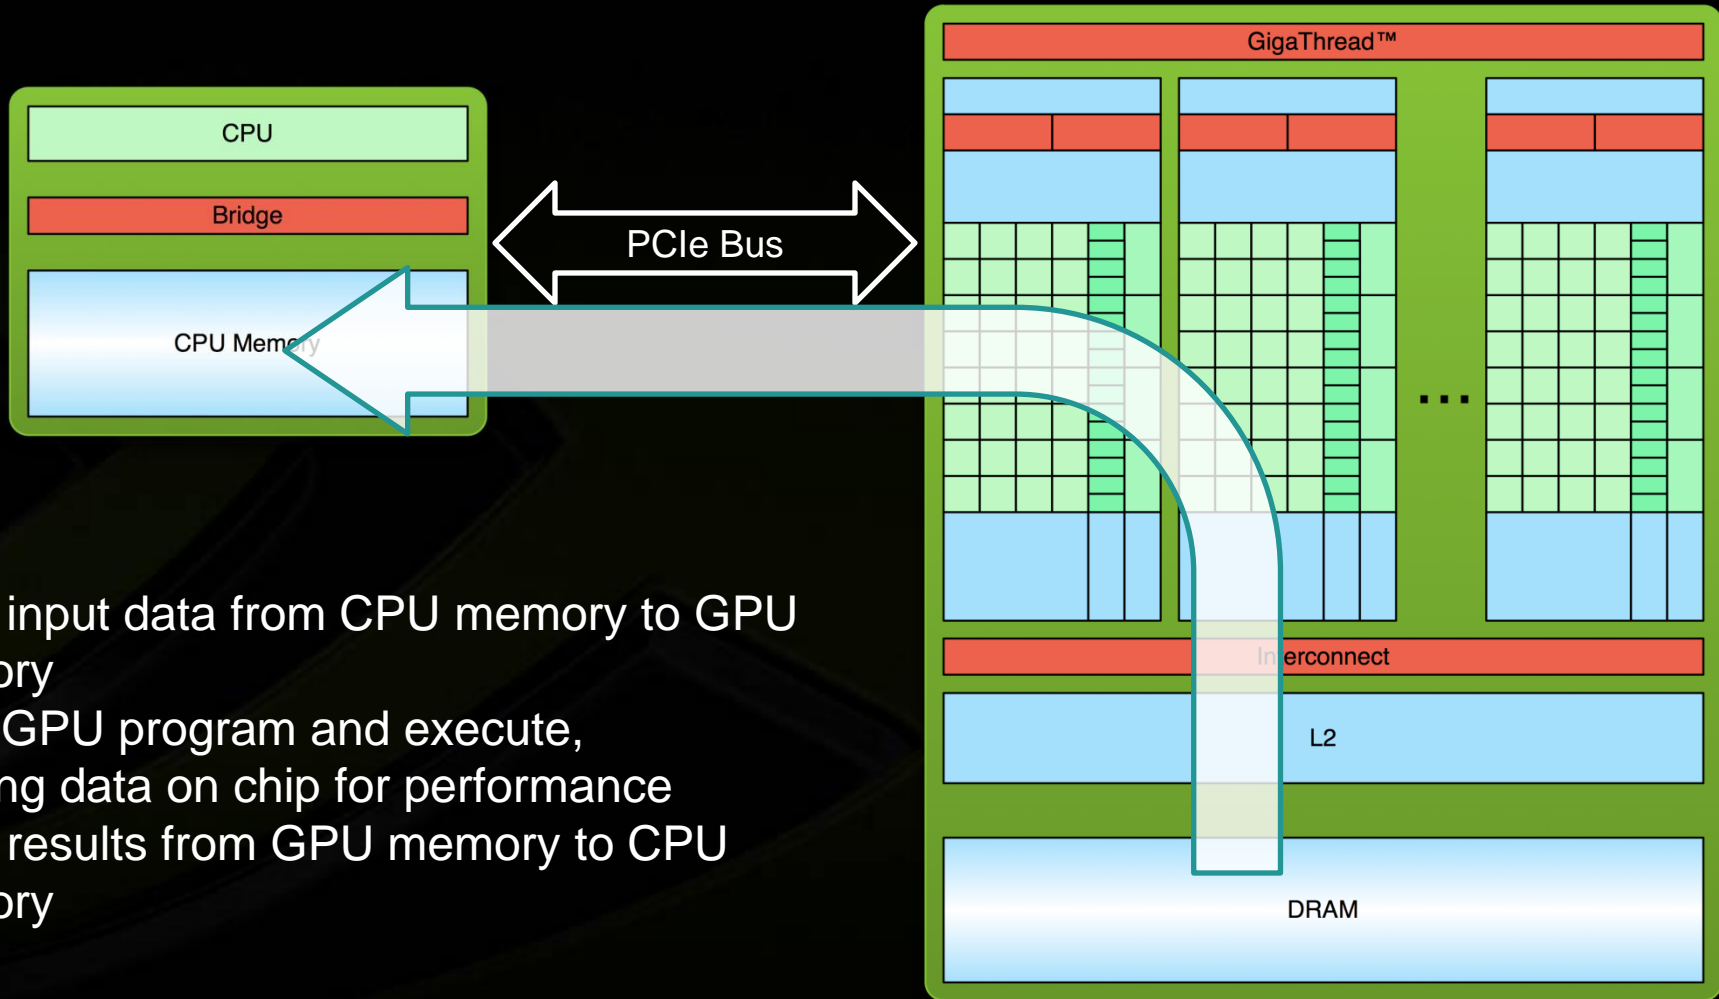 GigaThread™
CPU
Bridge
PCIe Bus
CPU Memory
...
input data from CPU memory to GPU
ory
GPU program and execute,
ng data on chip for performance
results from GPU memory to CPU
ory
Interconnect
L2
DRAM